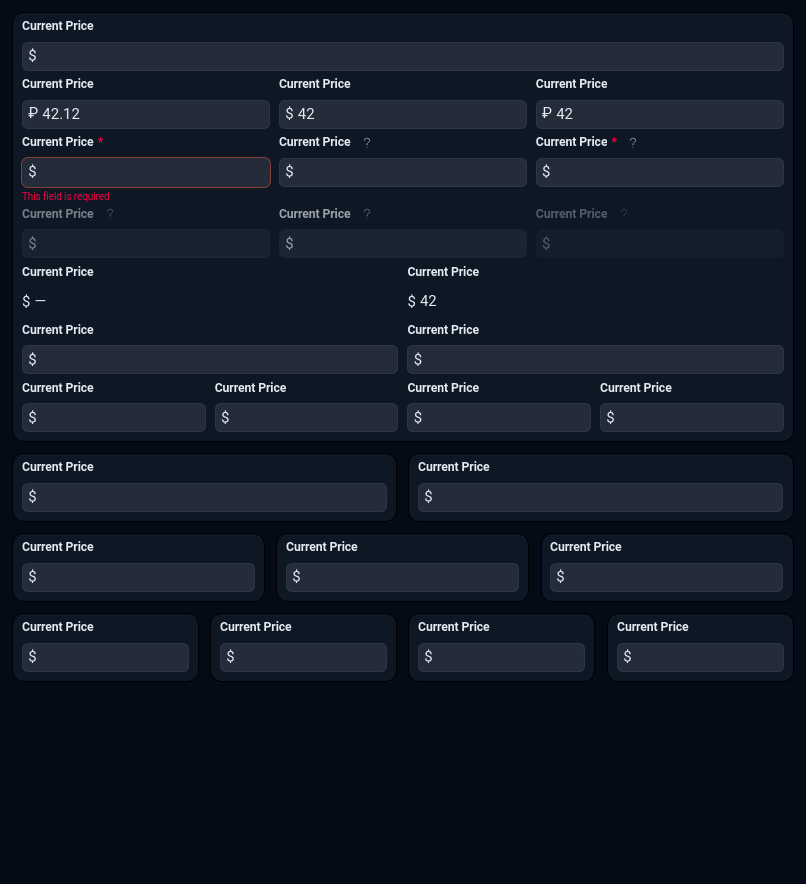 Current Price
$
Current Price Current Price Current Price
₽ 42.12 $ 42 ₽ 42
Current Price * Current Price ? Current Price * ?
$ $ $
This field is required
Current Price ? Current Price ? Current Price ?
$ $ $
Current Price Current Price
$ — $ 42
Current Price Current Price
$ $
Current Price Current Price Current Price Current Price
$ $ $ $
Current Price Current Price
$ $
Current Price Current Price Current Price
$ $ $
Current Price Current Price Current Price Current Price
$ $ $ $